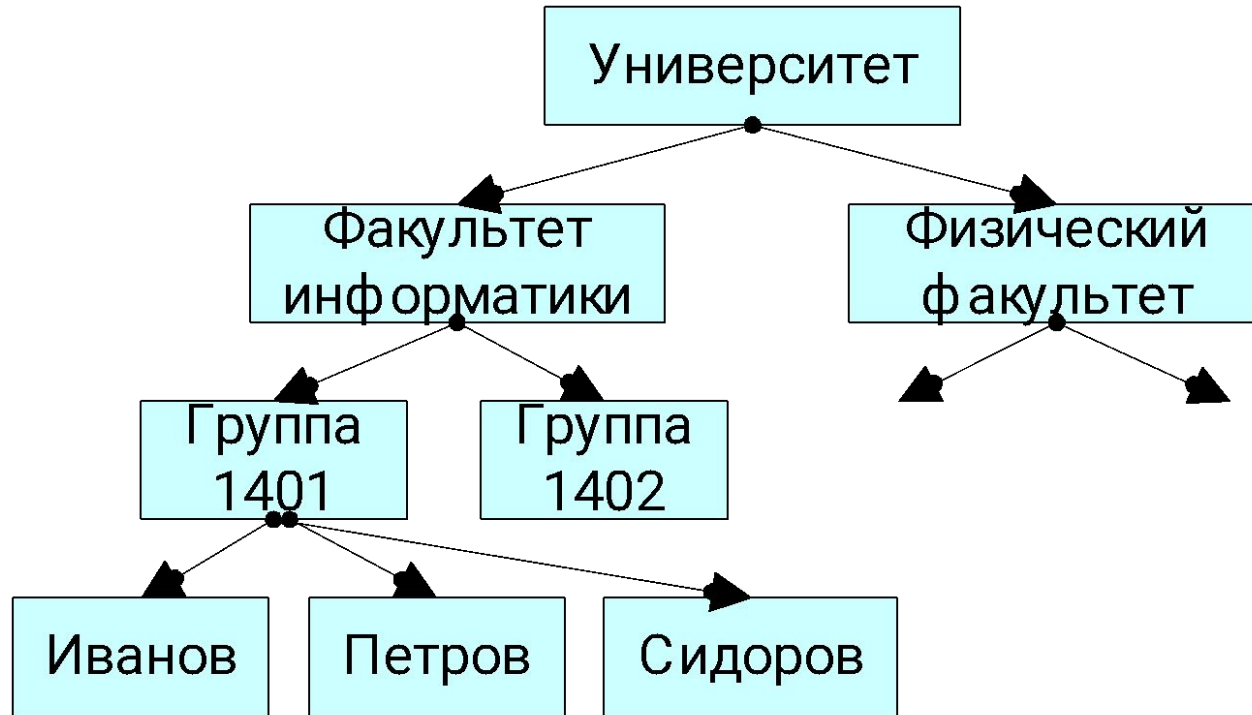 Университет
Факультет
информатики
Физический
факультет
Группа
1401
Группа
1402
Иванов
Петров
Сидоров